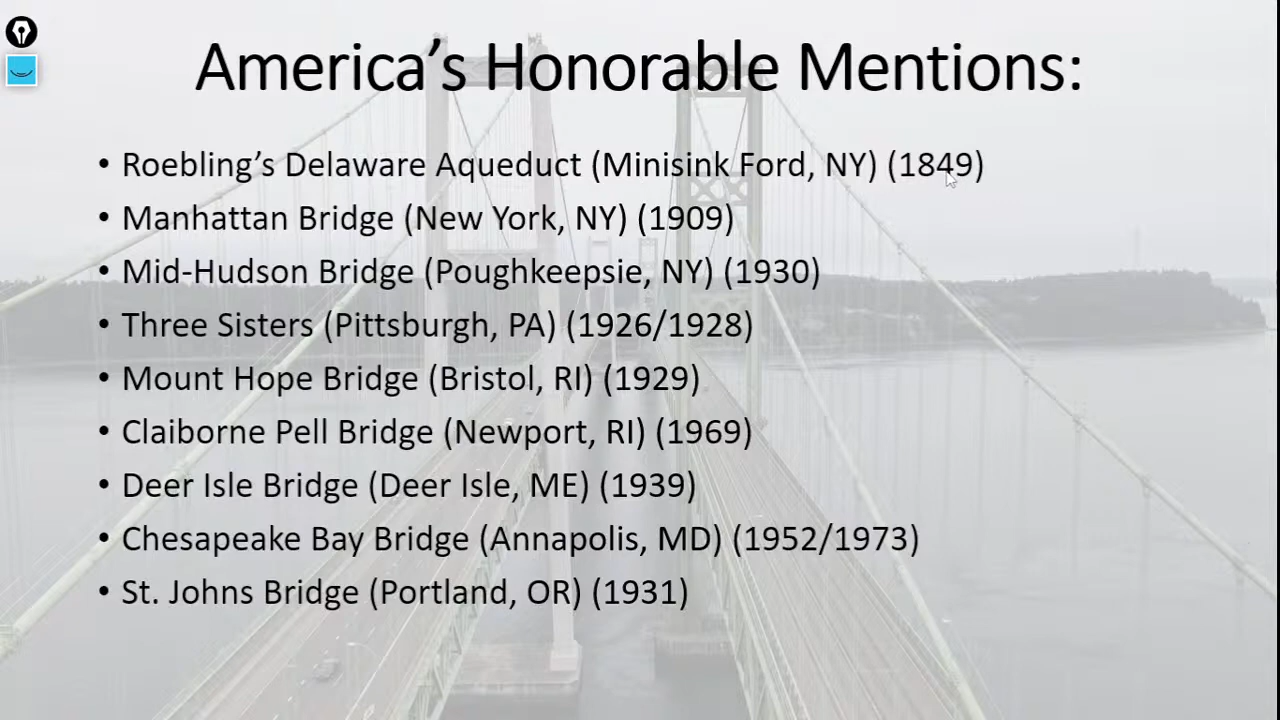 America’s Honorable Mentions:
• Roebling’s Delaware Aqueduct (Minisink Ford, NY) (1849)
• Manhattan Bridge (New York, NY) (1909)
• Mid-Hudson Bridge (Poughkeepsie, NY) (1930)
• Three Sisters (Pittsburgh, PA) (1926/1928)
• Mount Hope Bridge (Bristol, RI) (1929)
• Claiborne Pell Bridge (Newport, RI) (1969)
• Deer Isle Bridge (Deer Isle, ME) (1939)
• Chesapeake Bay Bridge (Annapolis, MD) (1952/1973)
• St. Johns Bridge (Portland, OR) (1931)